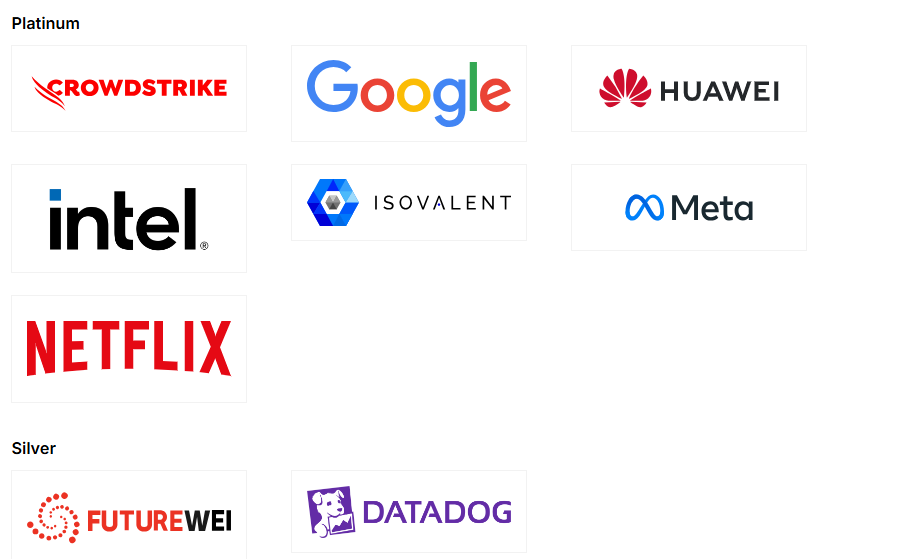 Platinum
CROWDSTRIKE
Google
HUAWEI
intel®
ISOVALENT
Meta
NETFLIX
Silver
FUTUREWEI
DATADOG